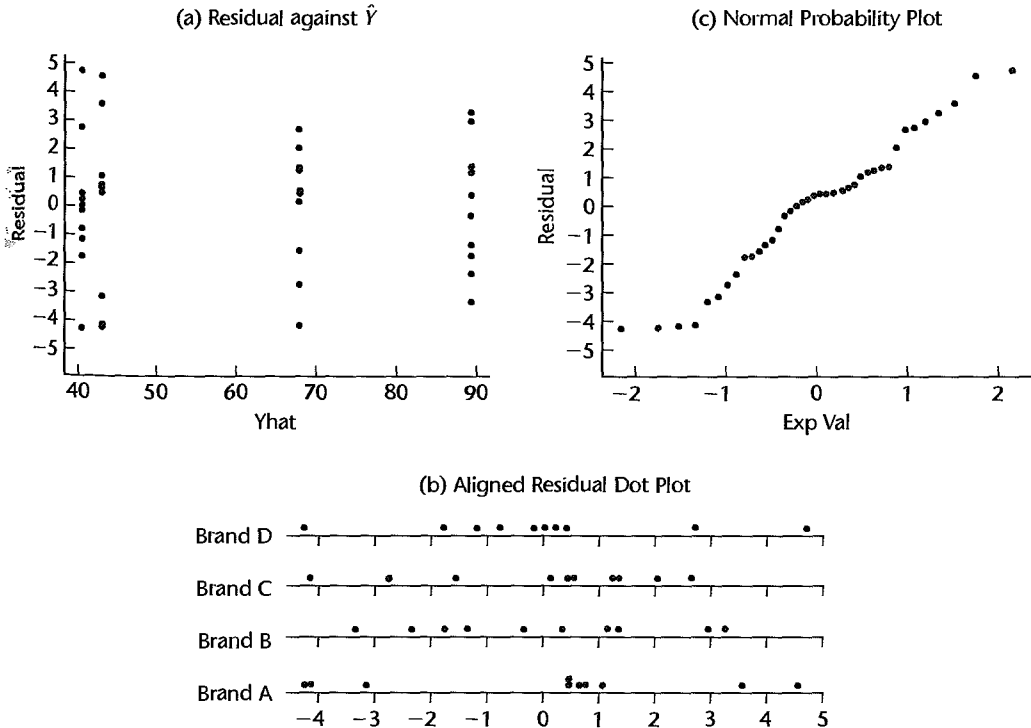 (a) Residual against Ŷ
5
4
3
2
1
0
−1
−2
−3
−4
−5
Residual
40 50 60 70 80 90
Yhat
(c) Normal Probability Plot
5
4
3
2
1
0
−1
−2
−3
−4
−5
Residual
−2 −1 0 1 2
Exp Val
(b) Aligned Residual Dot Plot
Brand D
Brand C
Brand B
Brand A
−4 −3 −2 −1 0 1 2 3 4 5